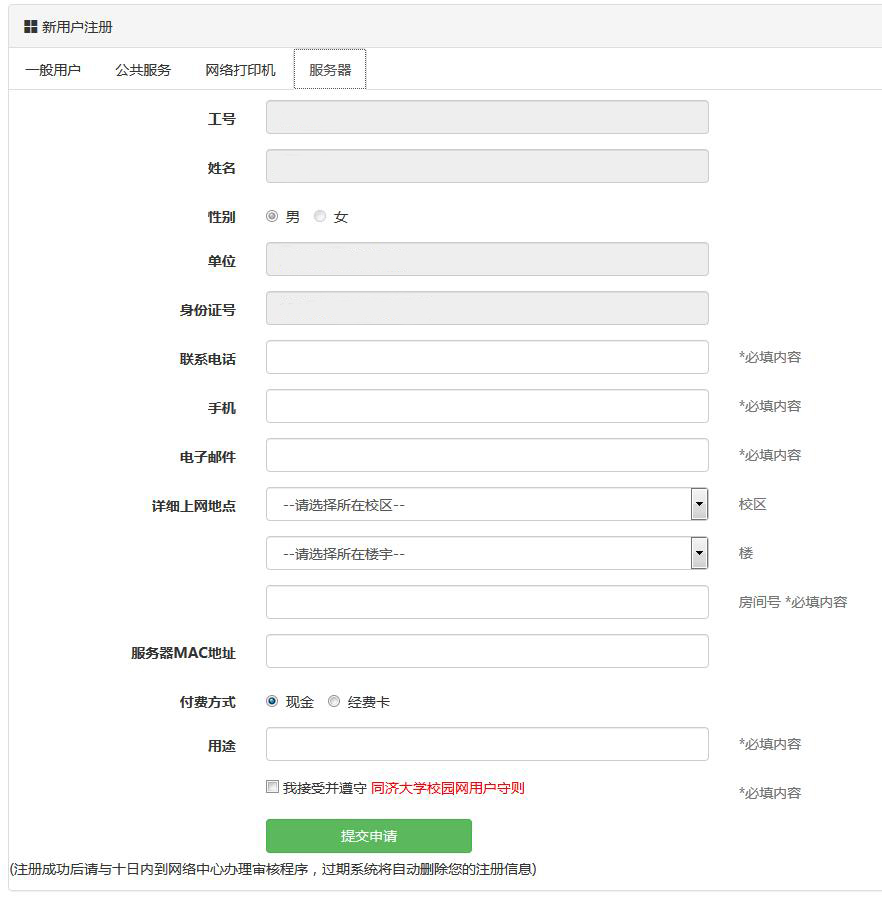 新用户注册
一般用户 公共服务 网络打印机 服务器
工号
姓名
性别 男 女
单位
身份证号
联系电话 *必填内容
手机 *必填内容
电子邮件 *必填内容
详细上网地点 --请选择所在校区-- 校区
--请选择所在楼宇-- 楼
房间号 *必填内容
服务器MAC地址
付费方式 现金 经费卡
用途 *必填内容
我接受并遵守 同济大学校园网用户守则 *必填内容
提交申请
(注册成功后请与十日内到网络中心办理审核程序，过期系统将自动删除您的注册信息)